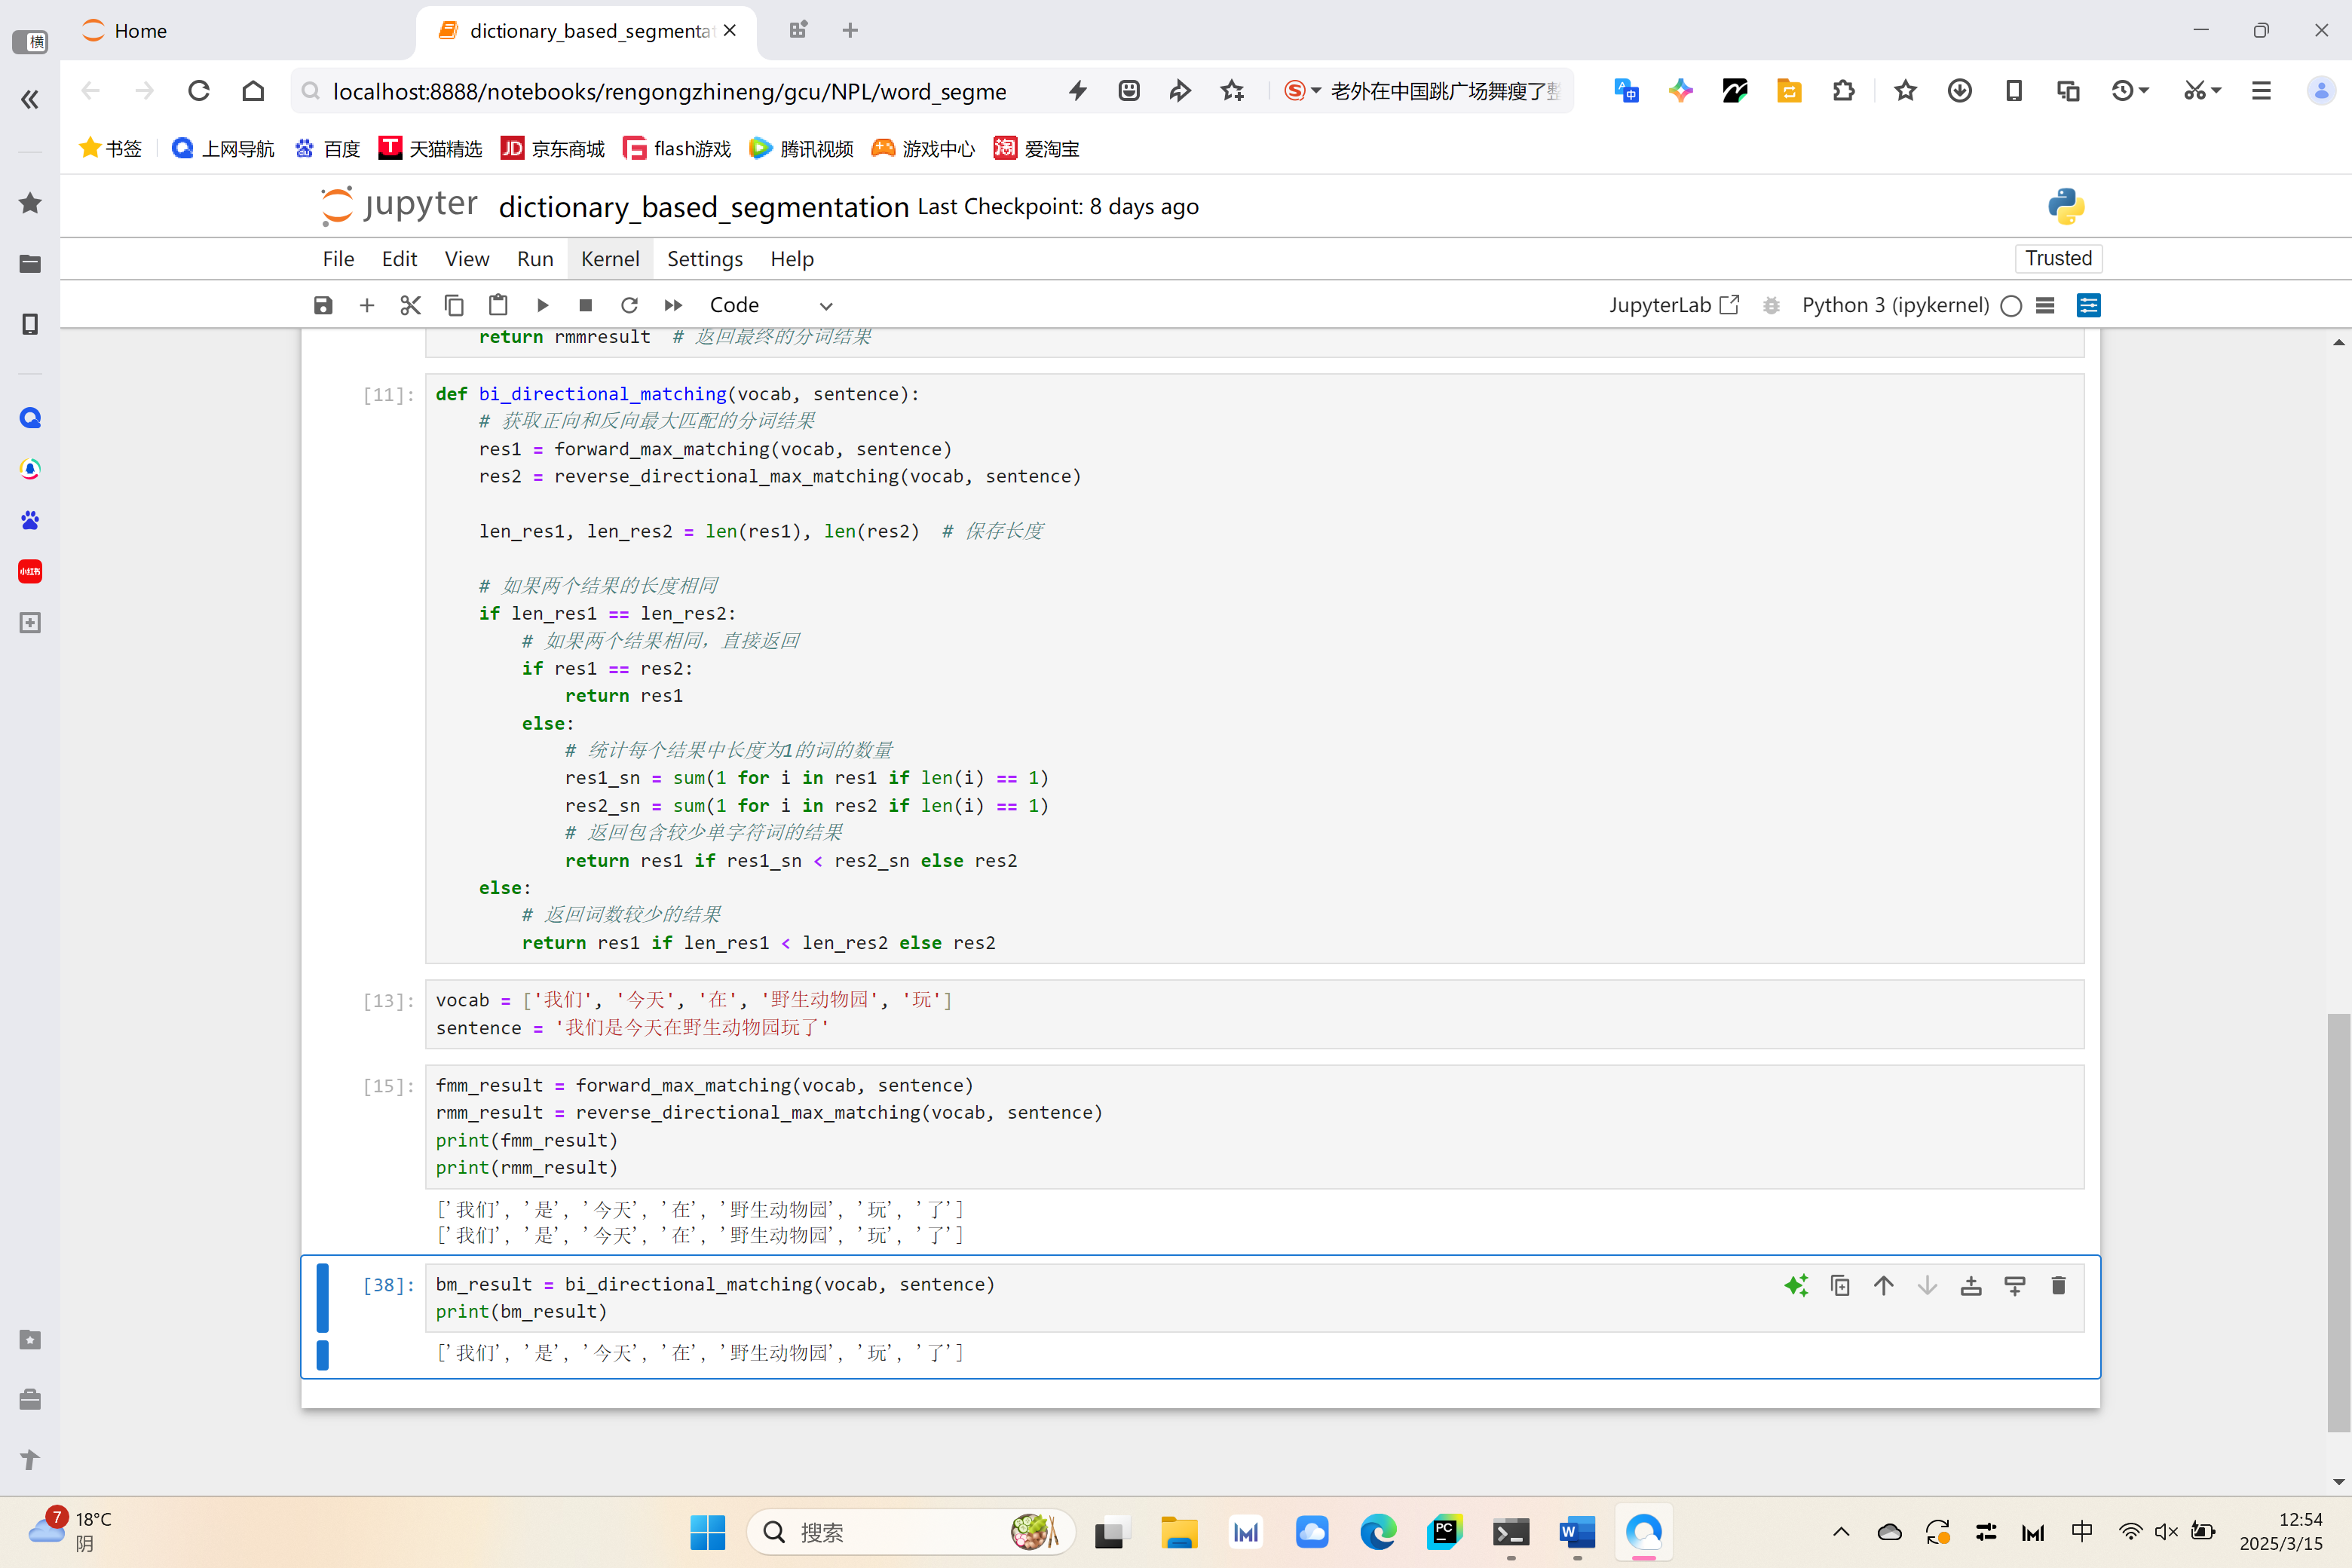 横
Home
dictionary_based_segmenta
localhost:8888/notebooks/rengongzhineng/gcu/NPL/word_segme
老外在中国跳广场舞瘦了整
书签 上网导航 百度 天猫精选 京东商城 flash游戏 腾讯视频 游戏中心 爱淘宝
jupyter dictionary_based_segmentation Last Checkpoint: 8 days ago
File Edit View Run Kernel Settings Help Trusted
Code JupyterLab Python 3 (ipykernel)
return rmmresult # 返回最终的分词结果
[11]: def bi_directional_matching(vocab, sentence):
# 获取正向和反向最大匹配的分词结果
res1 = forward_max_matching(vocab, sentence)
res2 = reverse_directional_max_matching(vocab, sentence)
len_res1, len_res2 = len(res1), len(res2) # 保存长度
# 如果两个结果的长度相同
if len_res1 == len_res2:
# 如果两个结果相同，直接返回
if res1 == res2:
return res1
else:
# 统计每个结果中长度为1的词的数量
res1_sn = sum(1 for i in res1 if len(i) == 1)
res2_sn = sum(1 for i in res2 if len(i) == 1)
# 返回包含较少单字符词的结果
return res1 if res1_sn < res2_sn else res2
else:
# 返回词数较少的结果
return res1 if len_res1 < len_res2 else res2
[13]: vocab = ['我们', '今天', '在', '野生动物园', '玩']
sentence = '我们是今天在野生动物园玩了'
[15]: fmm_result = forward_max_matching(vocab, sentence)
rmm_result = reverse_directional_max_matching(vocab, sentence)
print(fmm_result)
print(rmm_result)
['我们', '是', '今天', '在', '野生动物园', '玩', '了']
['我们', '是', '今天', '在', '野生动物园', '玩', '了']
[38]: bm_result = bi_directional_matching(vocab, sentence)
print(bm_result)
['我们', '是', '今天', '在', '野生动物园', '玩', '了']
小红书
7
18°C
阴
搜索
中
12:54
2025/3/15